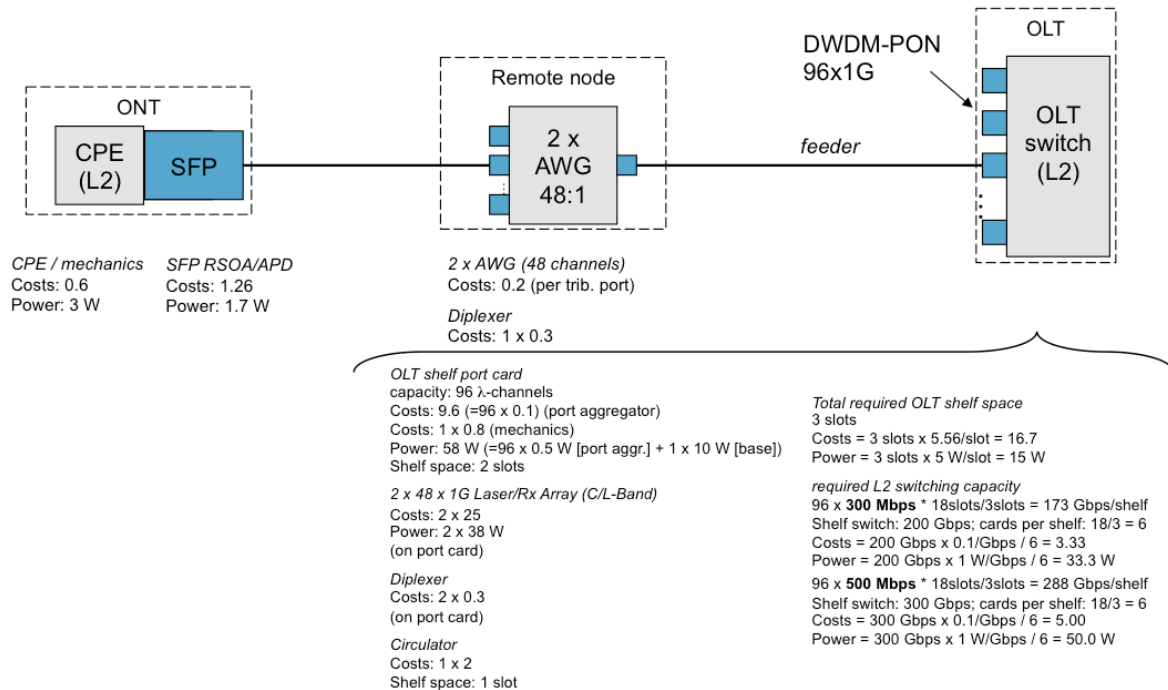 OLT
DWDM-PON
96x1G
Remote node
ONT
CPE
(L2)
SFP
2 x
AWG
48:1
feeder
OLT
switch
(L2)
CPE / mechanics
Costs: 0.6
Power: 3 W
SFP RSOA/APD
Costs: 1.26
Power: 1.7 W
2 x AWG (48 channels)
Costs: 0.2 (per trib. port)
Diplexer
Costs: 1 x 0.3
OLT shelf port card
capacity: 96 λ-channels
Costs: 9.6 (=96 x 0.1) (port aggregator)
Costs: 1 x 0.8 (mechanics)
Power: 58 W (=96 x 0.5 W [port aggr.] + 1 x 10 W [base])
Shelf space: 2 slots
2 x 48 x 1G Laser/Rx Array (C/L-Band)
Costs: 2 x 25
Power: 2 x 38 W
(on port card)
Diplexer
Costs: 2 x 0.3
(on port card)
Circulator
Costs: 1 x 2
Shelf space: 1 slot
Total required OLT shelf space
3 slots
Costs = 3 slots x 5.56/slot = 16.7
Power = 3 slots x 5 W/slot = 15 W
required L2 switching capacity
96 x 300 Mbps * 18slots/3slots = 173 Gbps/shelf
Shelf switch: 200 Gbps; cards per shelf: 18/3 = 6
Costs = 200 Gbps x 0.1/Gbps / 6 = 3.33
Power = 200 Gbps x 1 W/Gbps / 6 = 33.3 W
96 x 500 Mbps * 18slots/3slots = 288 Gbps/shelf
Shelf switch: 300 Gbps; cards per shelf: 18/3 = 6
Costs = 300 Gbps x 0.1/Gbps / 6 = 5.00
Power = 300 Gbps x 1 W/Gbps / 6 = 50.0 W